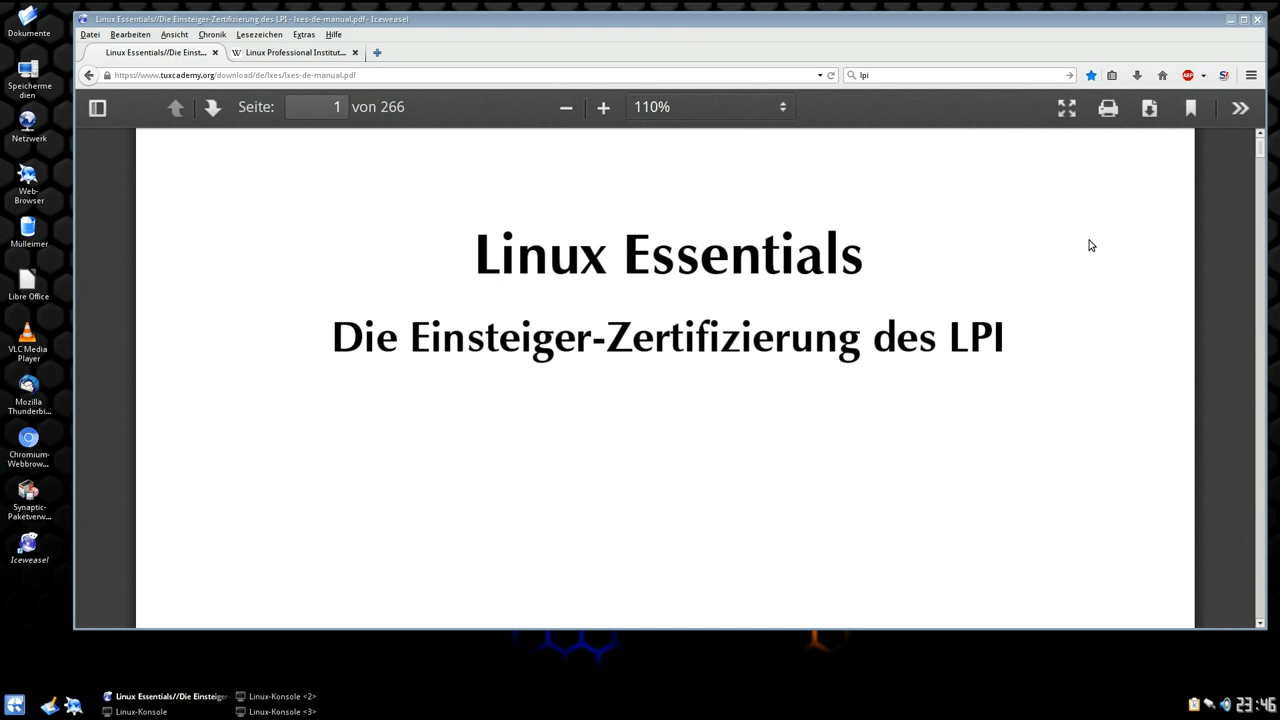 Linux Essentials//Die Einsteiger-Zertifizierung des LPI - lxes-de-manual.pdf - Iceweasel
Datei Bearbeiten Ansicht Chronik Lesezeichen Extras Hilfe
Linux Essentials//Die Einst... Linux Professional Institut...
https://www.tuxcademy.org/download/de/lxes/lxes-de-manual.pdf lpi
Seite: 1 von 266 110%
Linux Essentials
Die Einsteiger-Zertifizierung des LPI
Dokumente
Speicherme
dien
Netzwerk
Web-
Browser
Mülleimer
Libre Office
VLC Media
Player
Mozilla
Thunderbi...
Chromium-
Webbrow...
Synaptic-
Paketverw...
Iceweasel
Linux Essentials//Die Einsteiger Linux-Konsole <2>
Linux-Konsole Linux-Konsole <3>
23:46